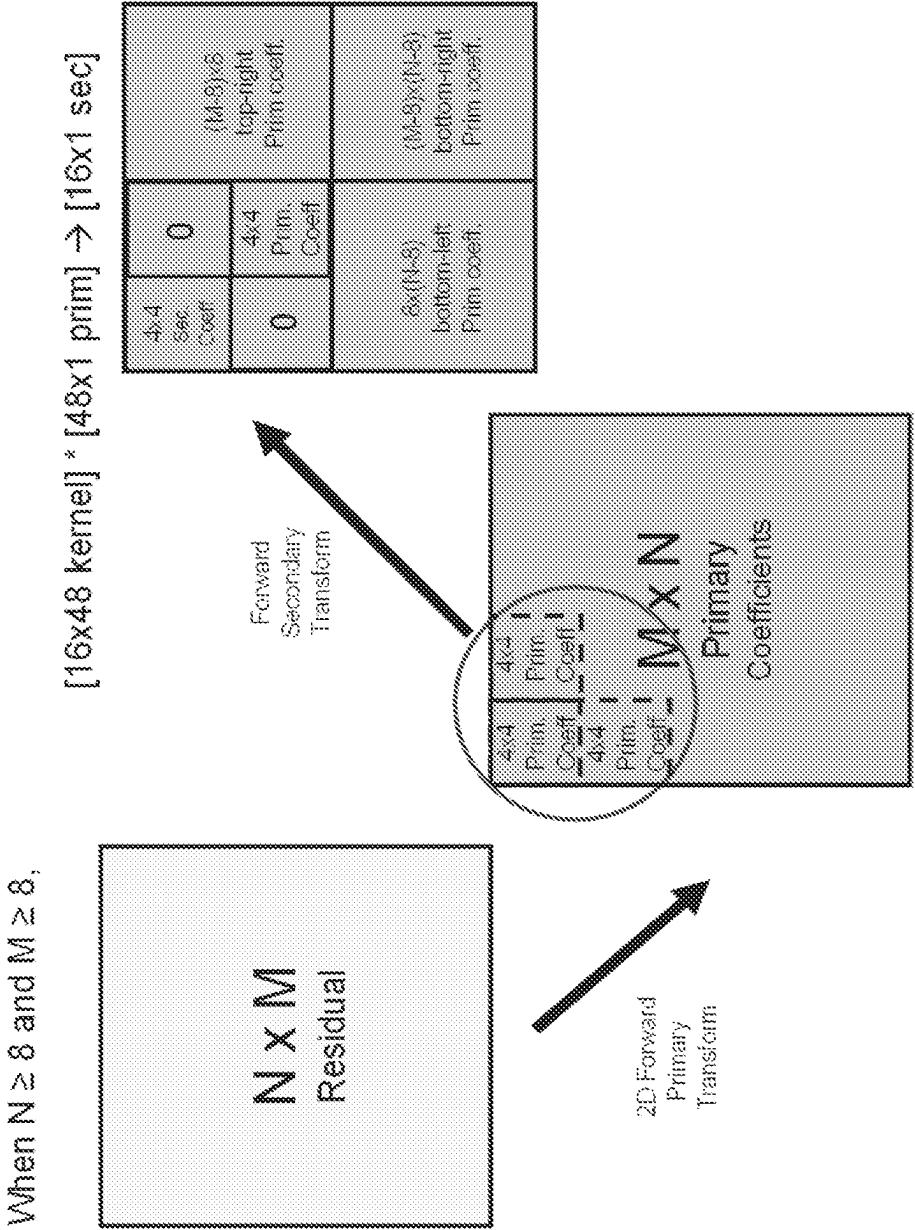 When N ≥ 8 and M ≥ 8,
[16x48 kernel] * [48x1 prim] → [16x1 sec]
N x M
Residual
2D Forward
Primary
Transform
4x4
Prim.
Coeff
4x4
Prim
Coeff
4x4
Prim.
Coeff
M x N
Primary
Coefficients
Forward
Secondary
Transform
4x4
Sec
Coeff
0
(M-8)x8
top-right
Prim coeff.
0
4x4
Prim.
Coeff
8x(N-8)
bottom-left
Prim coeff.
(M-8)x(N-8)
bottom-right
Prim coeff.